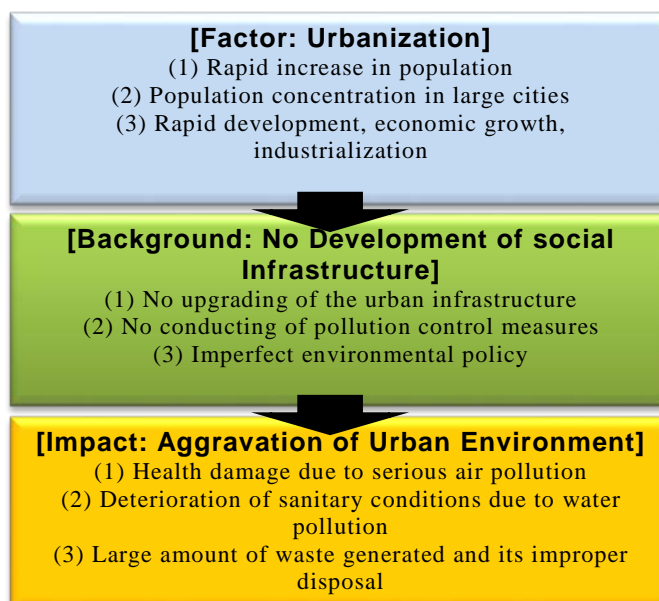 [Factor: Urbanization]
(1) Rapid increase in population
(2) Population concentration in large cities
(3) Rapid development, economic growth,
industrialization
[Background: No Development of social
Infrastructure]
(1) No upgrading of the urban infrastructure
(2) No conducting of pollution control measures
(3) Imperfect environmental policy
[Impact: Aggravation of Urban Environment]
(1) Health damage due to serious air pollution
(2) Deterioration of sanitary conditions due to water
pollution
(3) Large amount of waste generated and its improper
disposal